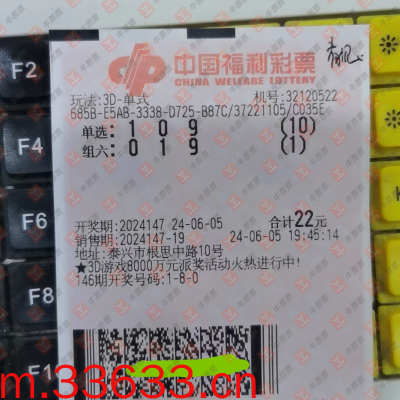 中国福利彩票
CHINA WELFARE LOTTERY
玩法:3D-单式 机号:32120522
685B-E5AB-3338-D725-B87C/37221105/C035E
单选: 1 0 9 (10)
组六: 0 1 9 (1)
开奖期:2024147 24-06-05 合计22元
销售期:2024147-19 24-06-05 19:45:14
地址:泰兴市根思中路10号
★3D游戏8000万元派奖活动火热进行中!
146期开奖号码:1-8-0
F2
F4
F6
F8
F1
m.33633.cn